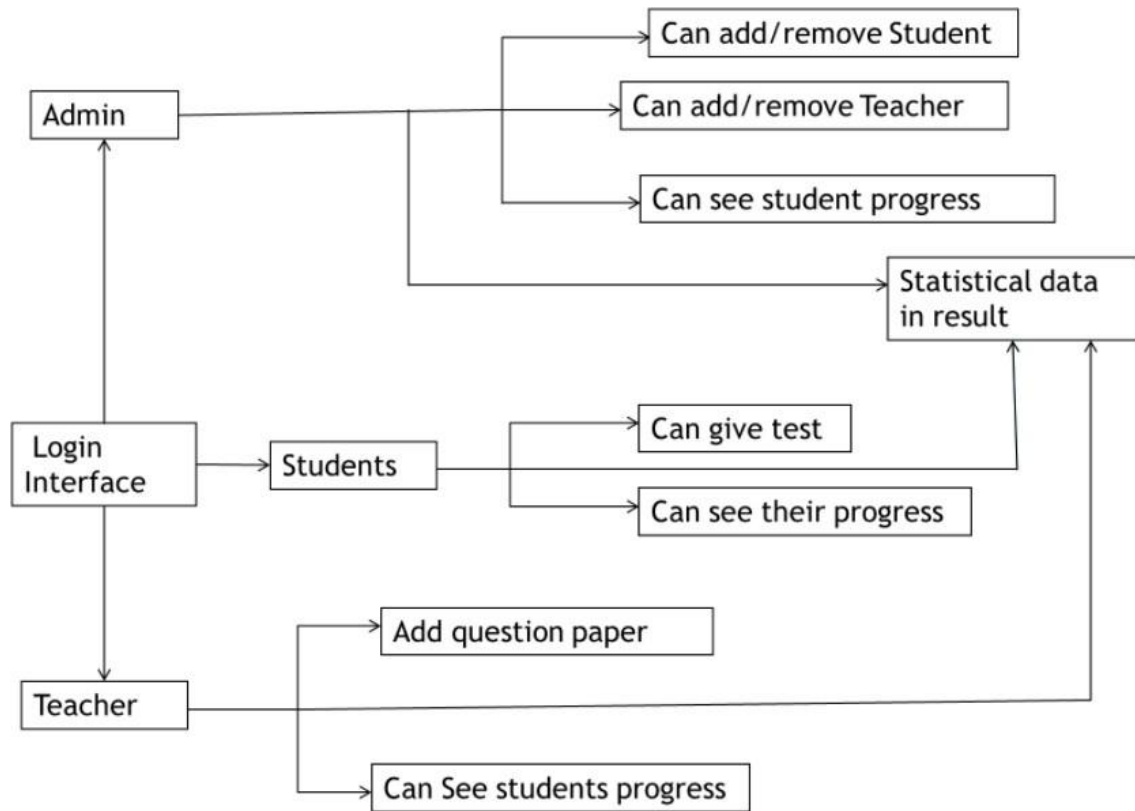 Can add/remove Student
Admin
Can add/remove Teacher
Can see student progress
Statistical data
in result
Can give test
Login
Interface
Students
Can see their progress
Add question paper
Teacher
Can See students progress